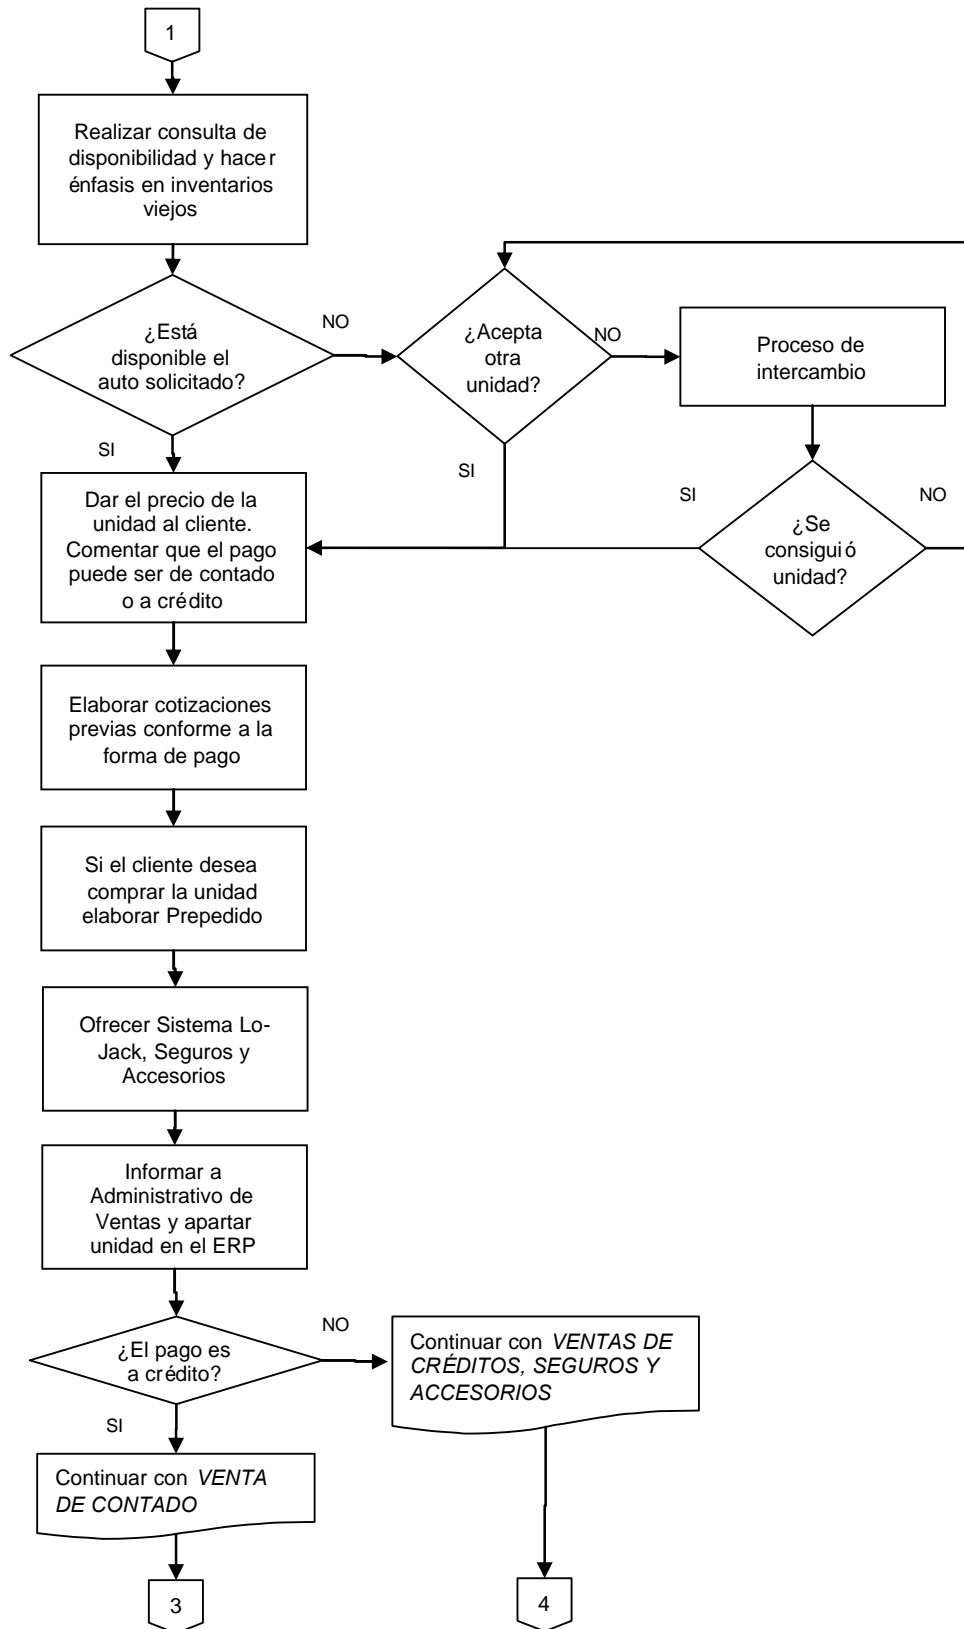 1
Realizar consulta de
disponibilidad y hacer
énfasis en inventarios
viejos
¿Está
disponible el
auto solicitado?
NO
¿Acepta
otra
unidad?
NO
Proceso de
intercambio
SI
SI
SI
NO
¿Se
consiguió
unidad?
Dar el precio de la
unidad al cliente.
Comentar que el pago
puede ser de contado
o a crédito
Elaborar cotizaciones
previas conforme a la
forma de pago
Si el cliente desea
comprar la unidad
elaborar Prepedido
Ofrecer Sistema Lo-
Jack, Seguros y
Accesorios
Informar a
Administrativo de
Ventas y apartar
unidad en el ERP
¿El pago es
a crédito?
NO
Continuar con VENTAS DE
CRÉDITOS, SEGUROS Y
ACCESORIOS
SI
Continuar con VENTA
DE CONTADO
3
4